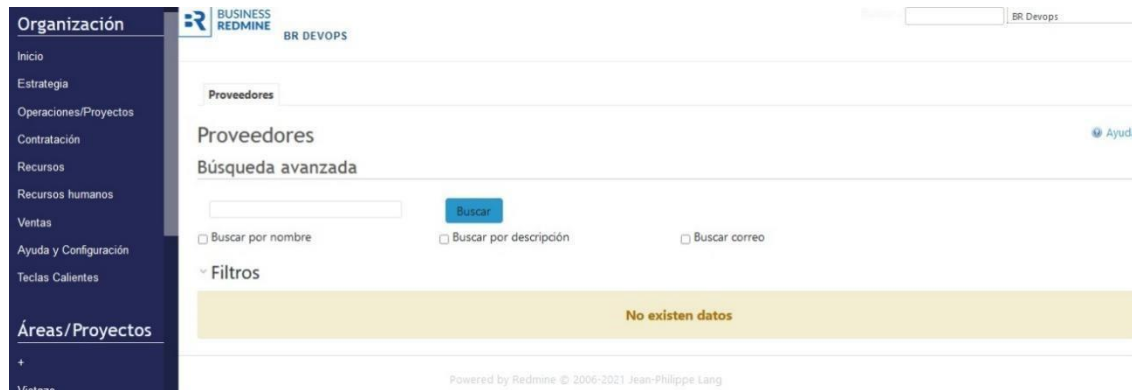 Organización
Inicio
Estrategia
Operaciones/Proyectos
Contratación
Recursos
Recursos humanos
Ventas
Ayuda y Configuración
Teclas Calientes
Áreas/Proyectos
+
BUSINESS
REDMINE
BR DEVOPS
BR Devops
Proveedores
Proveedores
Ayud
Búsqueda avanzada
Buscar
Buscar por nombre
Buscar por descripción
Buscar correo
Filtros
No existen datos
Powered by Redmine © 2006-2021 Jean-Philippe Lang